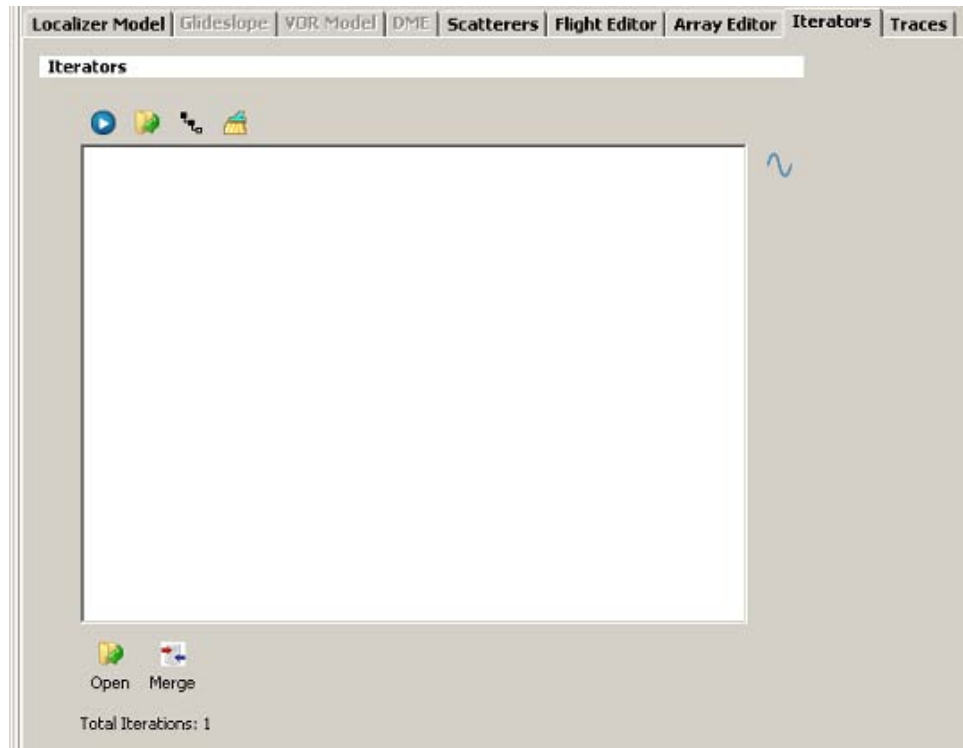 Localizer Model Glideslope VOR Model DME Scatterers Flight Editor Array Editor Iterators Traces
Iterators
Open Merge
Total Iterations: 1